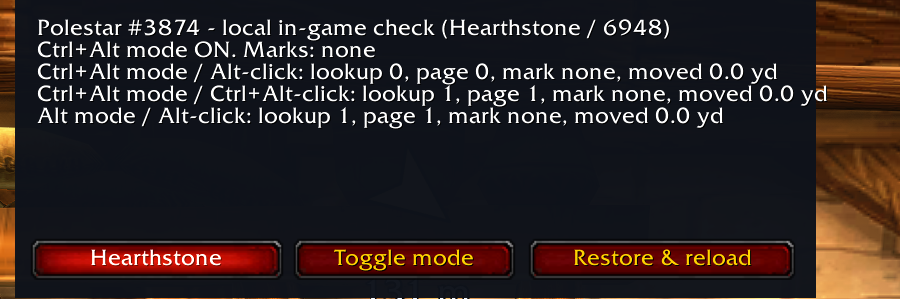 Polestar #3874 - local in-game check (Hearthstone / 6948)
Ctrl+Alt mode ON. Marks: none
Ctrl+Alt mode / Alt-click: lookup 0, page 0, mark none, moved 0.0 yd
Ctrl+Alt mode / Ctrl+Alt-click: lookup 1, page 1, mark none, moved 0.0 yd
Alt mode / Alt-click: lookup 1, page 1, mark none, moved 0.0 yd
Hearthstone
Toggle mode
Restore & reload